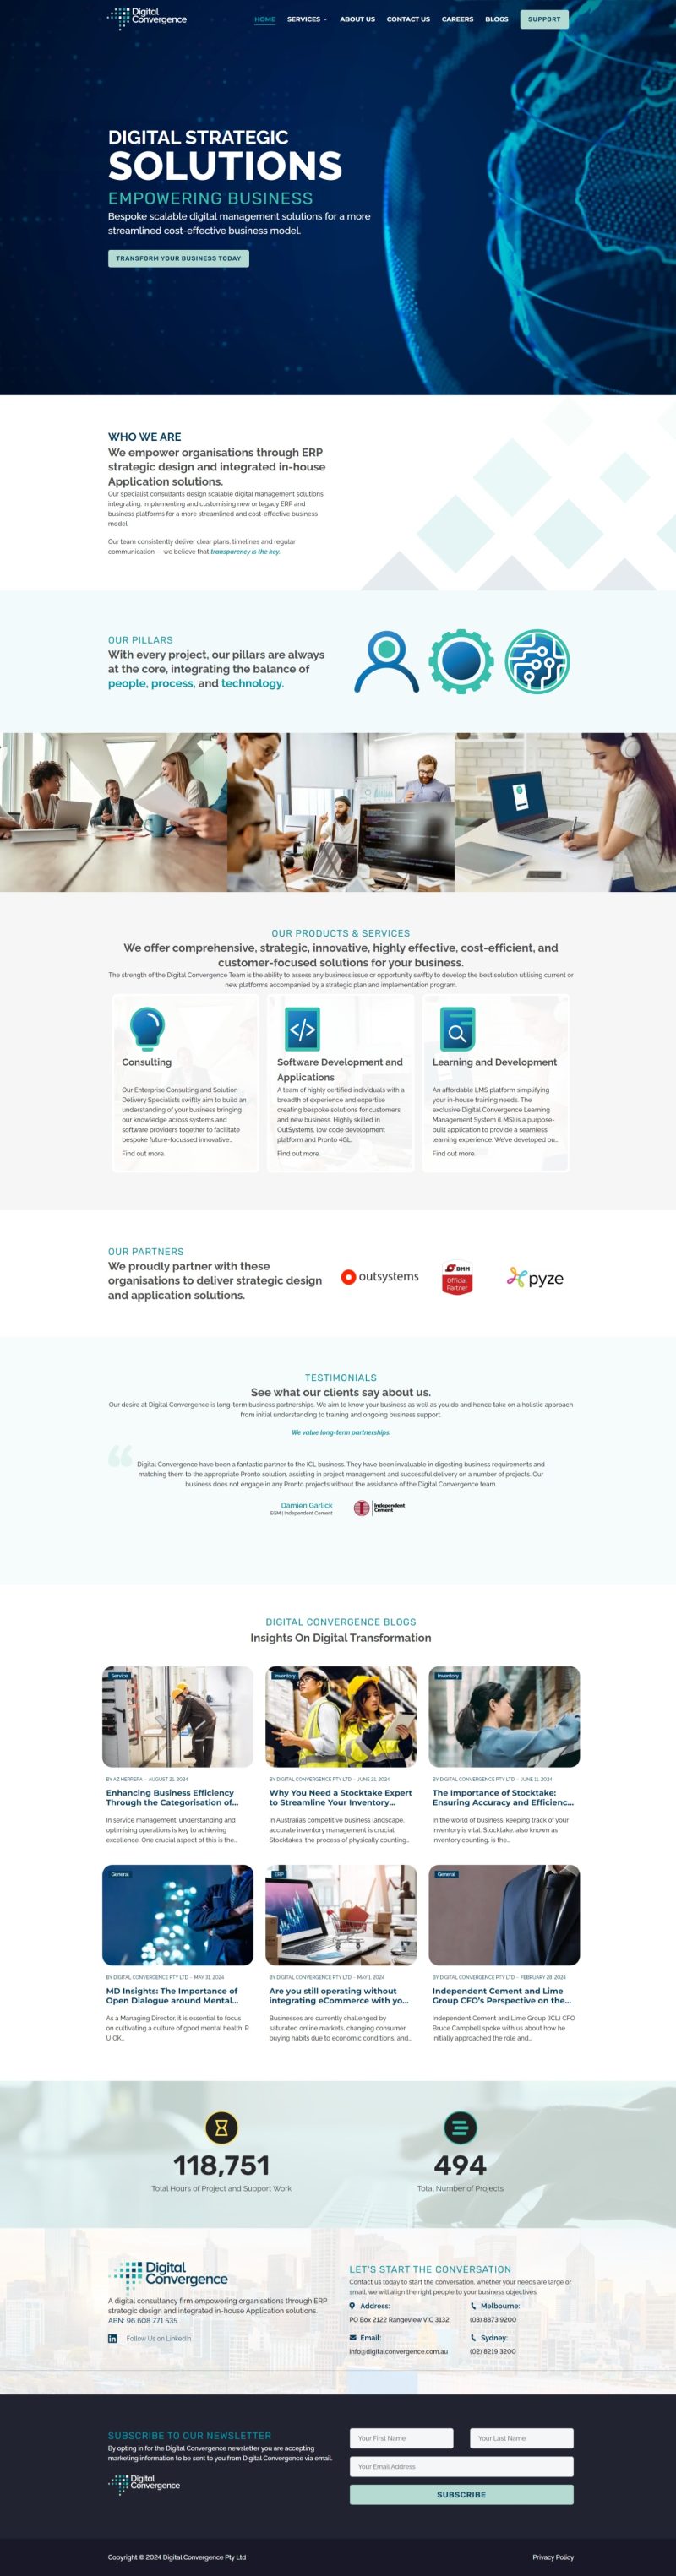 Digital
Convergence
HOME
SERVICES
ABOUT US
CONTACT US
CAREERS
BLOGS
SUPPORT
DIGITAL STRATEGIC
SOLUTIONS
EMPOWERING BUSINESS
Bespoke scalable digital management solutions for a more
streamlined cost-effective business model.
TRANSFORM YOUR BUSINESS TODAY
WHO WE ARE
We empower organisations through ERP
strategic design and integrated in-house
Application solutions.
Our specialist consultants design scalable digital management solutions,
integrating, implementing and customising new or legacy ERP and
business platforms for a more streamlined and cost-effective business
model.
Our team consistently deliver clear plans, timelines and regular
communication — we believe that transparency is the key.
OUR PILLARS
With every project, our pillars are always
at the core, integrating the balance of
people, process, and technology.
OUR PRODUCTS & SERVICES
We offer comprehensive, strategic, innovative, highly effective, cost-efficient, and
customer-focused solutions for your business.
The strength of the Digital Convergence Team is the ability to assess any business issue or opportunity swiftly to develop the best solution utilising current or
new platforms accompanied by a strategic plan and implementation program.
Consulting
Our Enterprise Consulting and Solution
Delivery Specialists swiftly aim to build an
understanding of your business bringing
our knowledge across systems and
software providers together to facilitate
bespoke future-focussed innovative...
Find out more.
Software Development and
Applications
A team of highly certified individuals with a
breadth of experience and expertise
creating bespoke solutions for customers
and new business. Highly skilled in
OutSystems, low code development
platform and Pronto 4GL.
Find out more.
Learning and Development
An affordable LMS platform simplifying
your in-house training needs. The
exclusive Digital Convergence Learning
Management System (LMS) is a purpose-
built application to provide a seamless
learning experience. We've developed ou...
Find out more.
OUR PARTNERS
We proudly partner with these
organisations to deliver strategic design
and application solutions.
outsystems
DMM
Official
Partner
pyze
TESTIMONIALS
See what our clients say about us.
Our desire at Digital Convergence is long-term business partnerships. We aim to know your business as well as you do and hence take on a holistic approach
from initial understanding to training and ongoing business support.
We value long-term partnerships.
Digital Convergence have been a fantastic partner to the ICL business. They have been invaluable in digesting business requirements and
matching them to the appropriate Pronto solution, assisting in project management and successful delivery on a number of projects. Our
business does not engage in any Pronto projects without the assistance of the Digital Convergence team.
Damien Garlick
EGM | Independent Cement
Independent
Cement
DIGITAL CONVERGENCE BLOGS
Insights On Digital Transformation
Service
BY AZ HERRERA - AUGUST 21, 2024
Enhancing Business Efficiency
Through the Categorisation of...
In service management, understanding and
optimising operations is key to achieving
excellence. One crucial aspect of this is the...
Inventory
BY DIGITAL CONVERGENCE PTY LTD - JUNE 21, 2024
Why You Need a Stocktake Expert
to Streamline Your Inventory...
In Australia's competitive business landscape,
accurate inventory management is crucial.
Stocktakes, the process of physically counting...
Inventory
BY DIGITAL CONVERGENCE PTY LTD - JUNE 11, 2024
The Importance of Stocktake:
Ensuring Accuracy and Efficienc...
In the world of business, keeping track of your
inventory is vital. Stocktake, also known as
inventory counting, is the...
General
BY DIGITAL CONVERGENCE PTY LTD - MAY 31, 2024
MD Insights: The Importance of
Open Dialogue around Mental...
As a Managing Director, it is essential to focus
on cultivating a culture of good mental health. R
U OK...
ERP
BY DIGITAL CONVERGENCE PTY LTD - MAY 1, 2024
Are you still operating without
integrating eCommerce with yo...
Businesses are currently challenged by
saturated online markets, changing consumer
buying habits due to economic conditions, and...
General
BY DIGITAL CONVERGENCE PTY LTD - FEBRUARY 28, 2024
Independent Cement and Lime
Group CFO's Perspective on the...
Independent Cement and Lime Group (ICL) CFO
Bruce Campbell spoke with us about how he
initially approached the role and...
118,751
Total Hours of Project and Support Work
494
Total Number of Projects
Digital
Convergence
A digital consultancy firm empowering organisations through ERP
strategic design and integrated in-house Application solutions.
ABN: 96 608 771 535
Follow Us on Linkedin
LET'S START THE CONVERSATION
Contact us today to start the conversation, whether your needs are large or
small, we will align the right people to your business objectives.
Address:
PO Box 2122 Rangeview VIC 3132
Melbourne:
(03) 8873 9200
Email:
info@digitalconvergence.com.au
Sydney:
(02) 8219 3200
SUBSCRIBE TO OUR NEWSLETTER
By opting in for the Digital Convergence newsletter you are accepting
marketing information to be sent to you from Digital Convergence via email.
Digital
Convergence
Your First Name
Your Last Name
Your Email Address
SUBSCRIBE
Copyright © 2024 Digital Convergence Pty Ltd
Privacy Policy